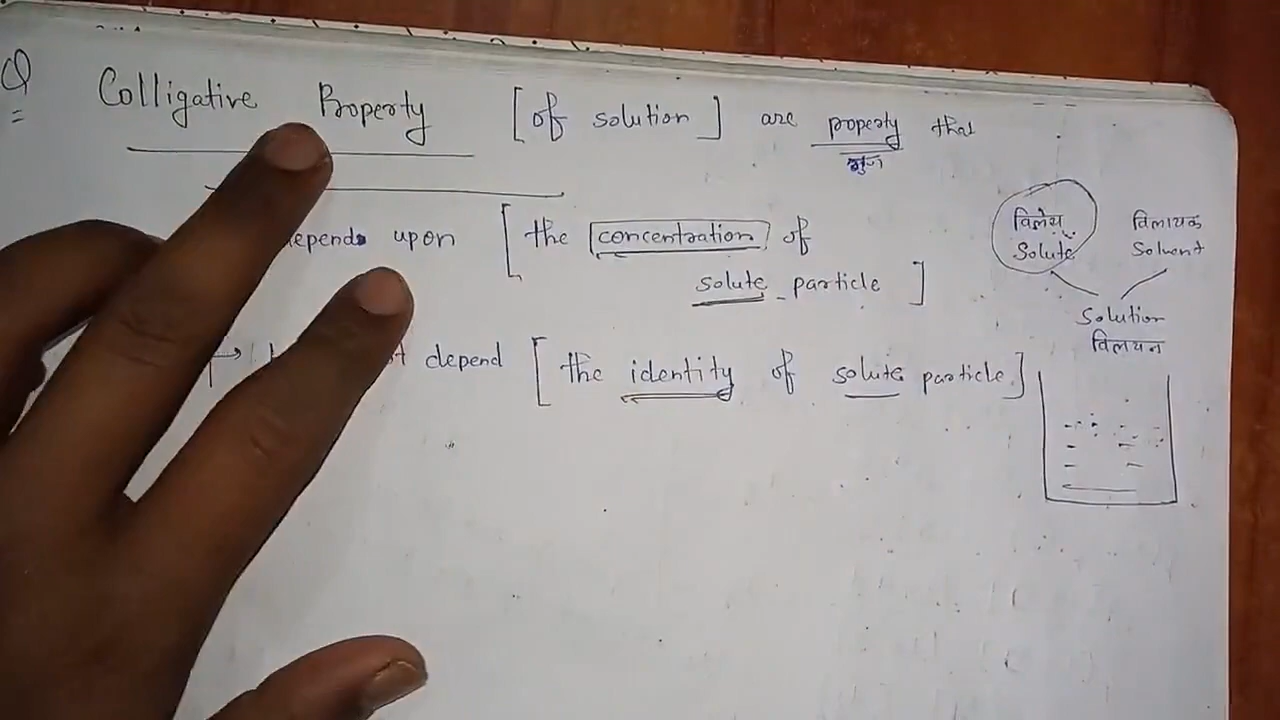 Q Colligative Property [of solution] are property that
गुण
depends upon [the concentration of
solute particle]
depend [the identity of solute particle.]
विलेय विलायक
Solute Solvent
Solution
विलयन